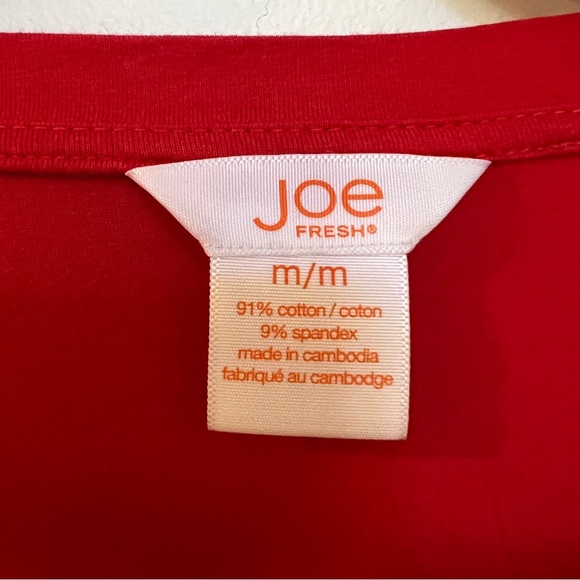 Joe
FRESH®
m/m
91% cotton / coton
9% spandex
made in cambodia
fabriqué au cambodge